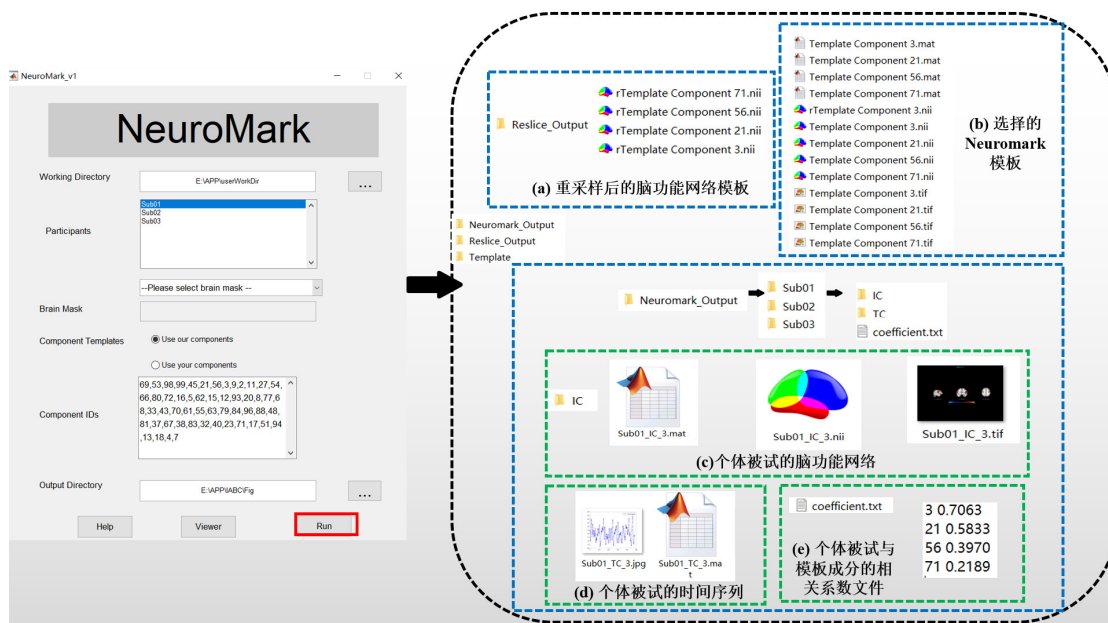 NeuroMark_v1
NeuroMark
Working Directory
E:\APP\userWorkDir
...
Participants
Sub01
Sub02
Sub03
--Please select brain mask --
Brain Mask
Component Templates
Use our components
Use your components
Component IDs
69,53,98,99,45,21,56,3,9,2,11,27,54,
66,80,72,16,5,62,15,12,93,20,8,77,6
8,33,43,70,61,55,63,79,84,96,88,48,
81,37,67,38,83,32,40,23,71,17,51,94
,13,18,4,7
Output Directory
E:\APP\IABC\Fig
...
Help
Viewer
Run
Reslice_Output
rTemplate Component 71.nii
rTemplate Component 56.nii
rTemplate Component 21.nii
rTemplate Component 3.nii
(a) 重采样后的脑功能网络模板
Template Component 3.mat
Template Component 21.mat
Template Component 56.mat
Template Component 71.mat
rTemplate Component 3.nii
Template Component 3.nii
Template Component 21.nii
Template Component 56.nii
Template Component 71.nii
Template Component 3.tif
Template Component 21.tif
Template Component 56.tif
Template Component 71.tif
(b) 选择的
Neuromark
模板
Neuromark_Output
Reslice_Output
Template
Neuromark_Output
Sub01
Sub02
Sub03
IC
TC
coefficient.txt
IC
Sub01_IC_3.mat
Sub01_IC_3.nii
Sub01_IC_3.tif
(c)个体被试的脑功能网络
Sub01_TC_3.jpg
Sub01_TC_3.ma
t
(d) 个体被试的时间序列
coefficient.txt
(e) 个体被试与
模板成分的相
关系数文件
3 0.7063
21 0.5833
56 0.3970
71 0.2189